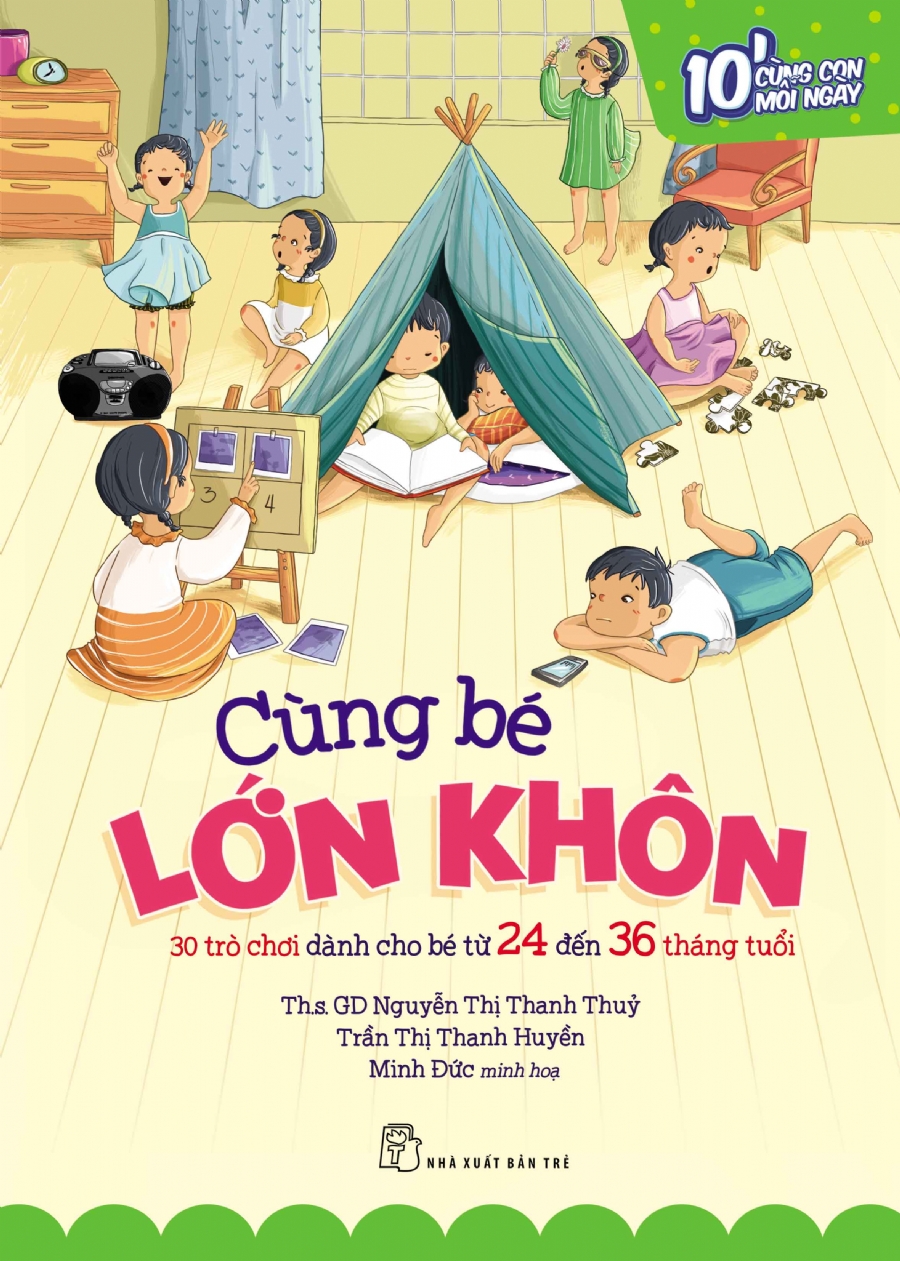 10'
CÙNG CON
MỖI NGÀY
3
4
Cùng bé
LỚN KHÔN
30 trò chơi dành cho bé từ 24 đến 36 tháng tuổi
Th.s. GD Nguyễn Thị Thanh Thuỷ
Trần Thị Thanh Huyền
Minh Đức minh hoạ
T
NHÀ XUẤT BẢN TRẺ